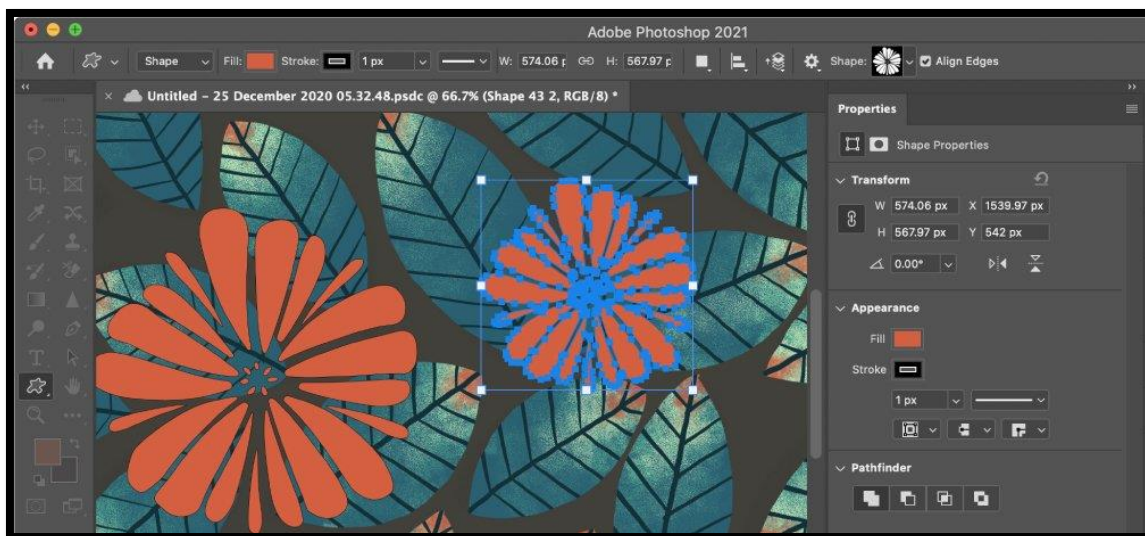 Adobe Photoshop 2021
Shape Fill: Stroke: 1 px W: 574.06 p H: 567.97 p Shape: Align Edges
Untitled – 25 December 2020 05.32.48.psdc @ 66.7% (Shape 43 2, RGB/8) *
Properties
Shape Properties
Transform
W 574.06 px X 1539.97 px
H 567.97 px Y 542 px
0.00°
Appearance
Fill
Stroke
1 px
Pathfinder